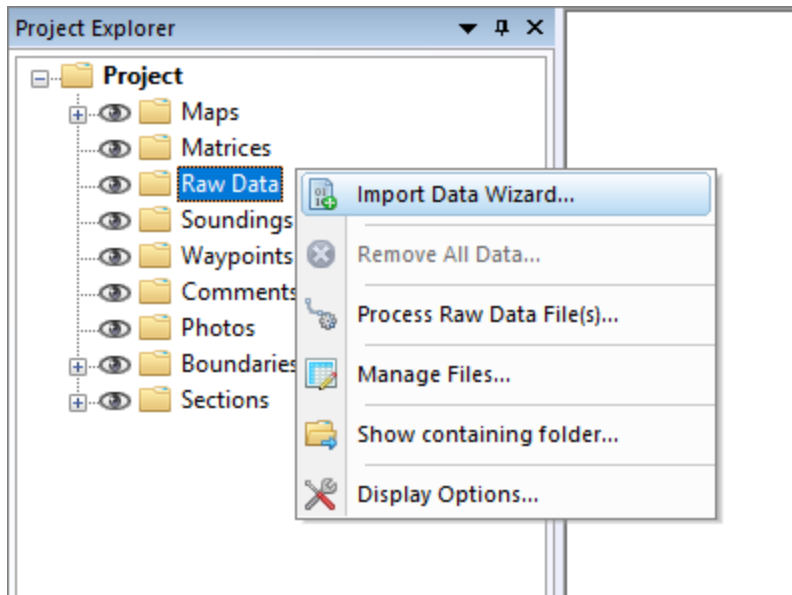 Project Explorer
Project
Maps
Matrices
Raw Data
Soundings
Waypoints
Comments
Photos
Boundaries
Sections
Import Data Wizard...
Remove All Data...
Process Raw Data File(s)...
Manage Files...
Show containing folder...
Display Options...